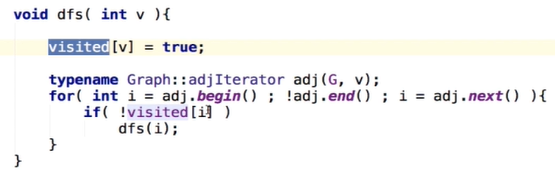 void dfs( int v ){
visited[v] = true;
typename Graph::adjIterator adj(G, v);
for( int i = adj.begin() ; !adj.end() ; i = adj.next() ){
if( !visited[i] )
dfs(i);
}
}